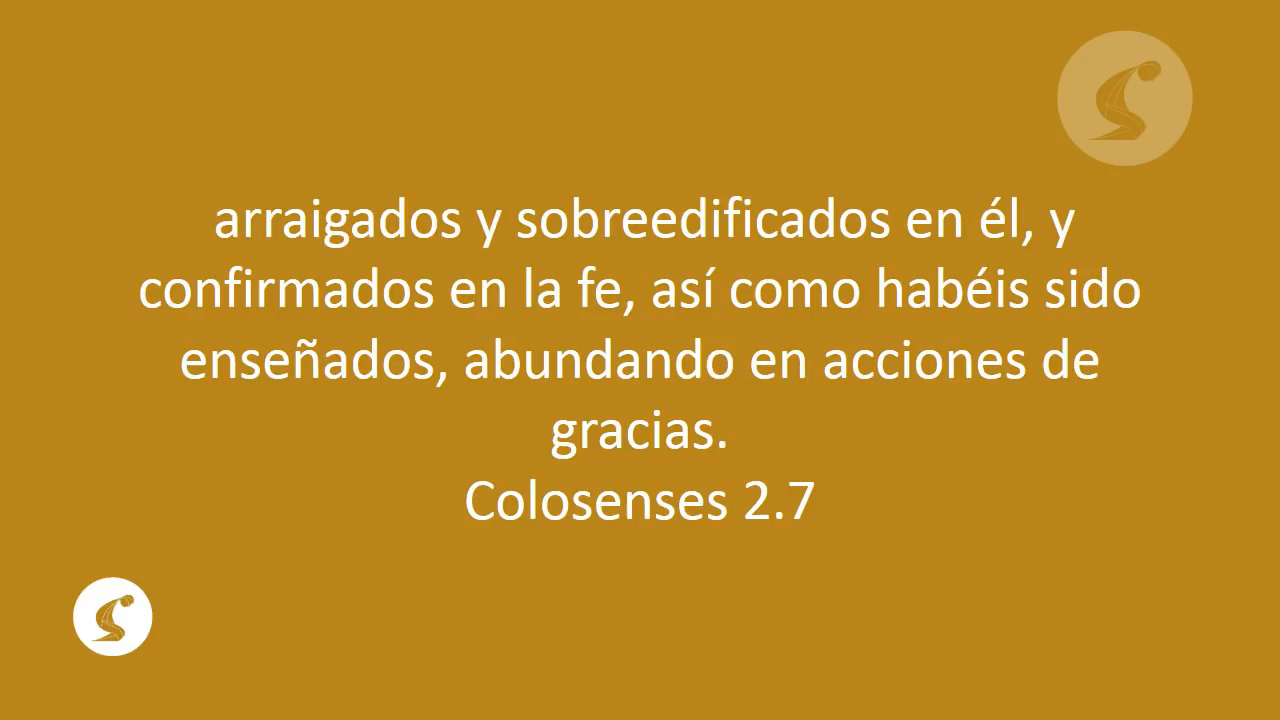 arraigados y sobreedificados en él, y
confirmados en la fe, así como habéis sido
enseñados, abundando en acciones de
gracias.
Colosenses 2.7